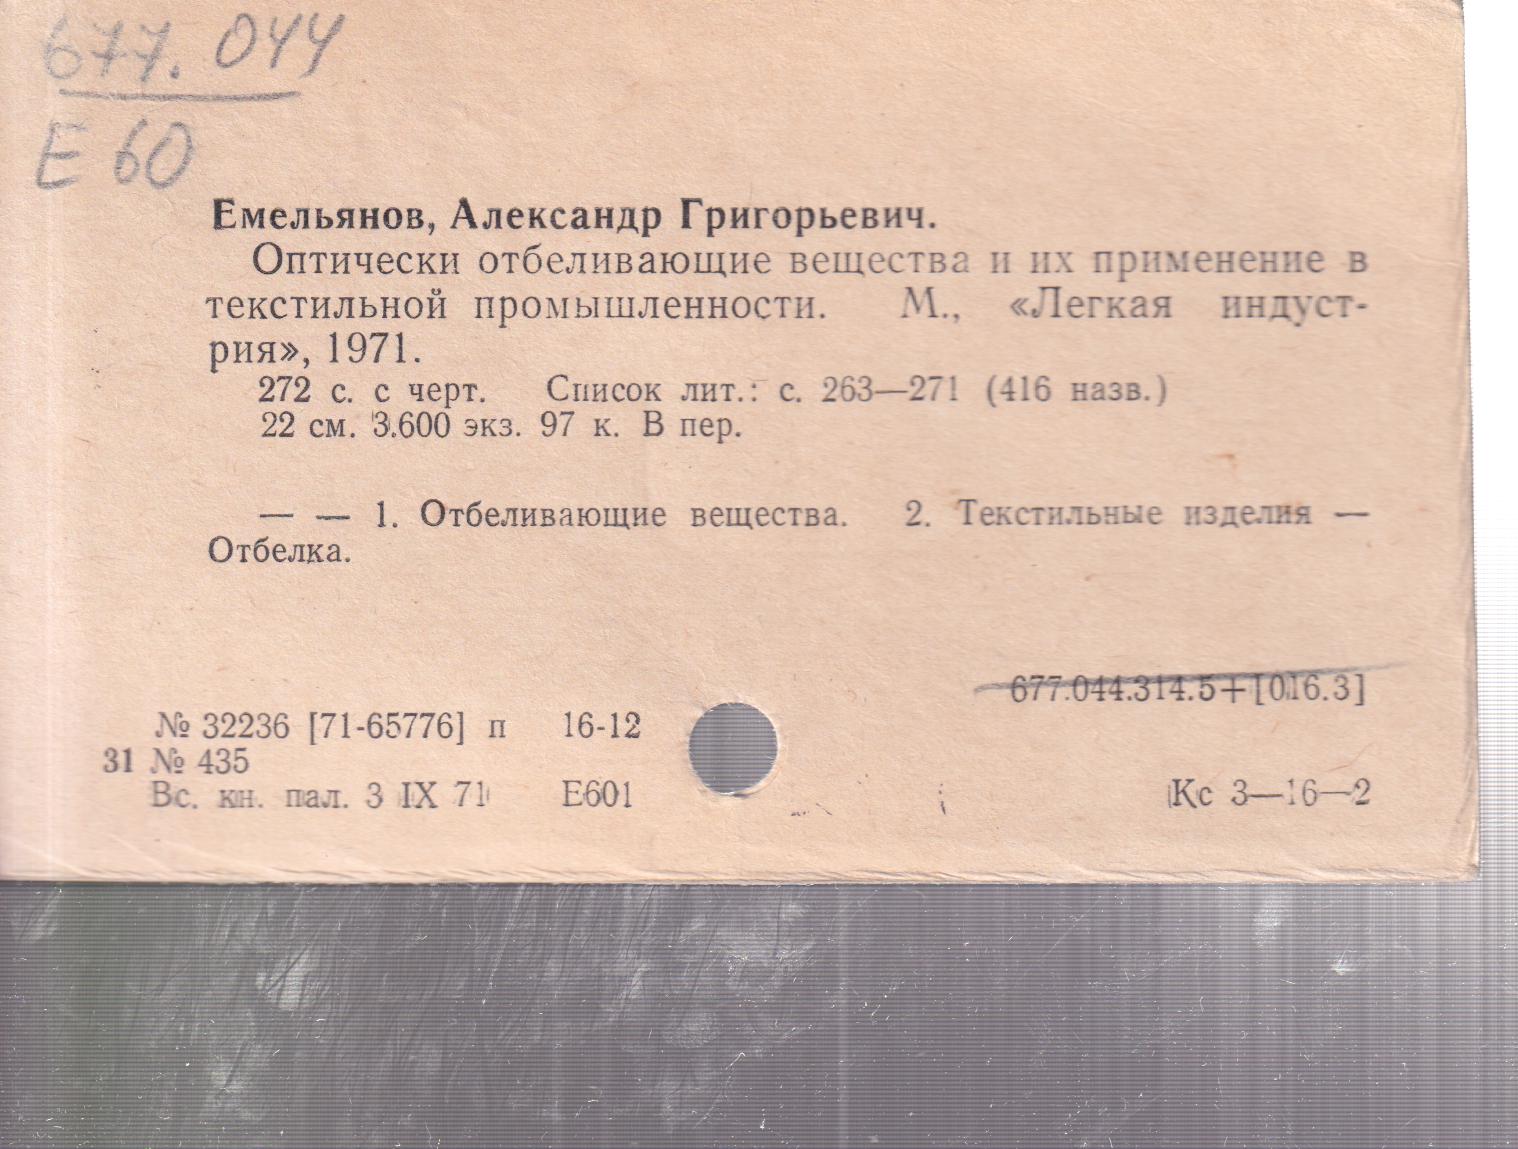 677.044
Е 60
Емельянов, Александр Григорьевич.
Оптически отбеливающие вещества и их применение в
текстильной промышленности. М., «Легкая индуст-
рия», 1971.
272 с. с черт. Список лит.: с. 263—271 (416 назв.)
22 см. 3.600 экз. 97 к. В пер.
— — 1. Отбеливающие вещества. 2. Текстильные изделия —
Отбелка.
677.044.314.5+[016.3]
№ 32236 [71-65776] п 16-12
31 № 435
Вс. кн. пал. 3 IX 71 Е601 Кс 3—16—2